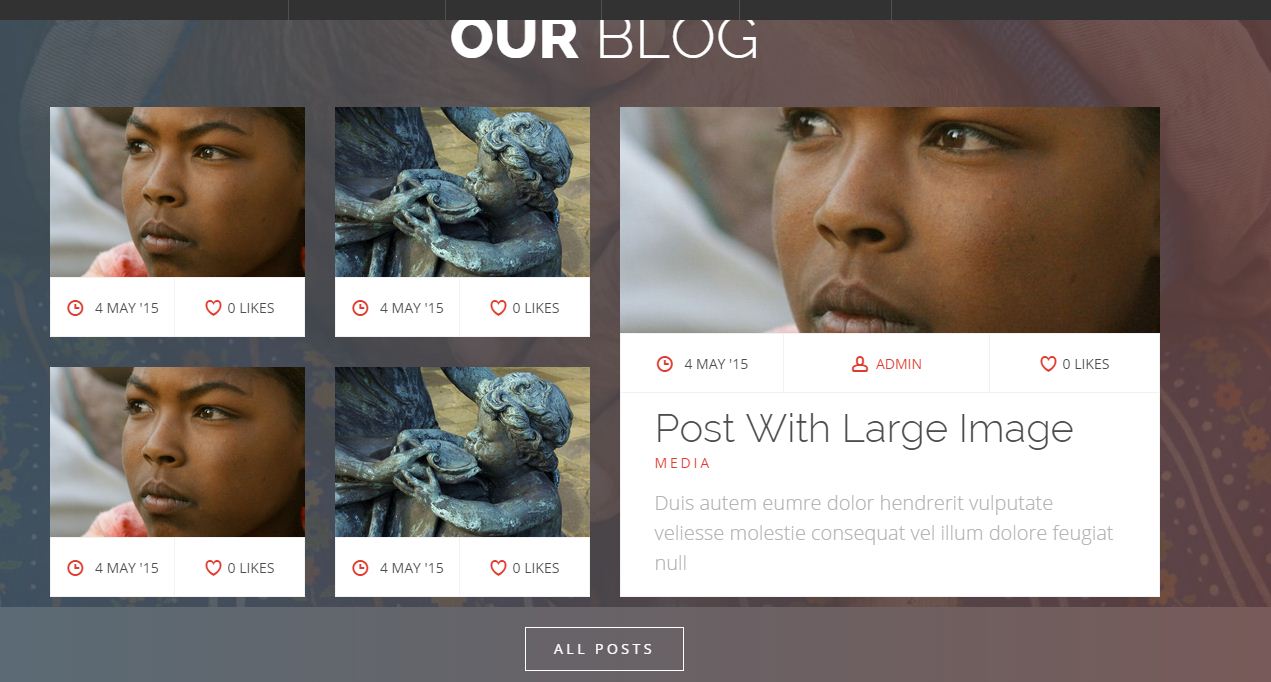 OUR BLOG
4 MAY '15 0 LIKES
4 MAY '15 0 LIKES
4 MAY '15 0 LIKES
4 MAY '15 0 LIKES
4 MAY '15 ADMIN 0 LIKES
Post With Large Image
MEDIA
Duis autem eumre dolor hendrerit vulputate
veliesse molestie consequat vel illum dolore feugiat
null
ALL POSTS